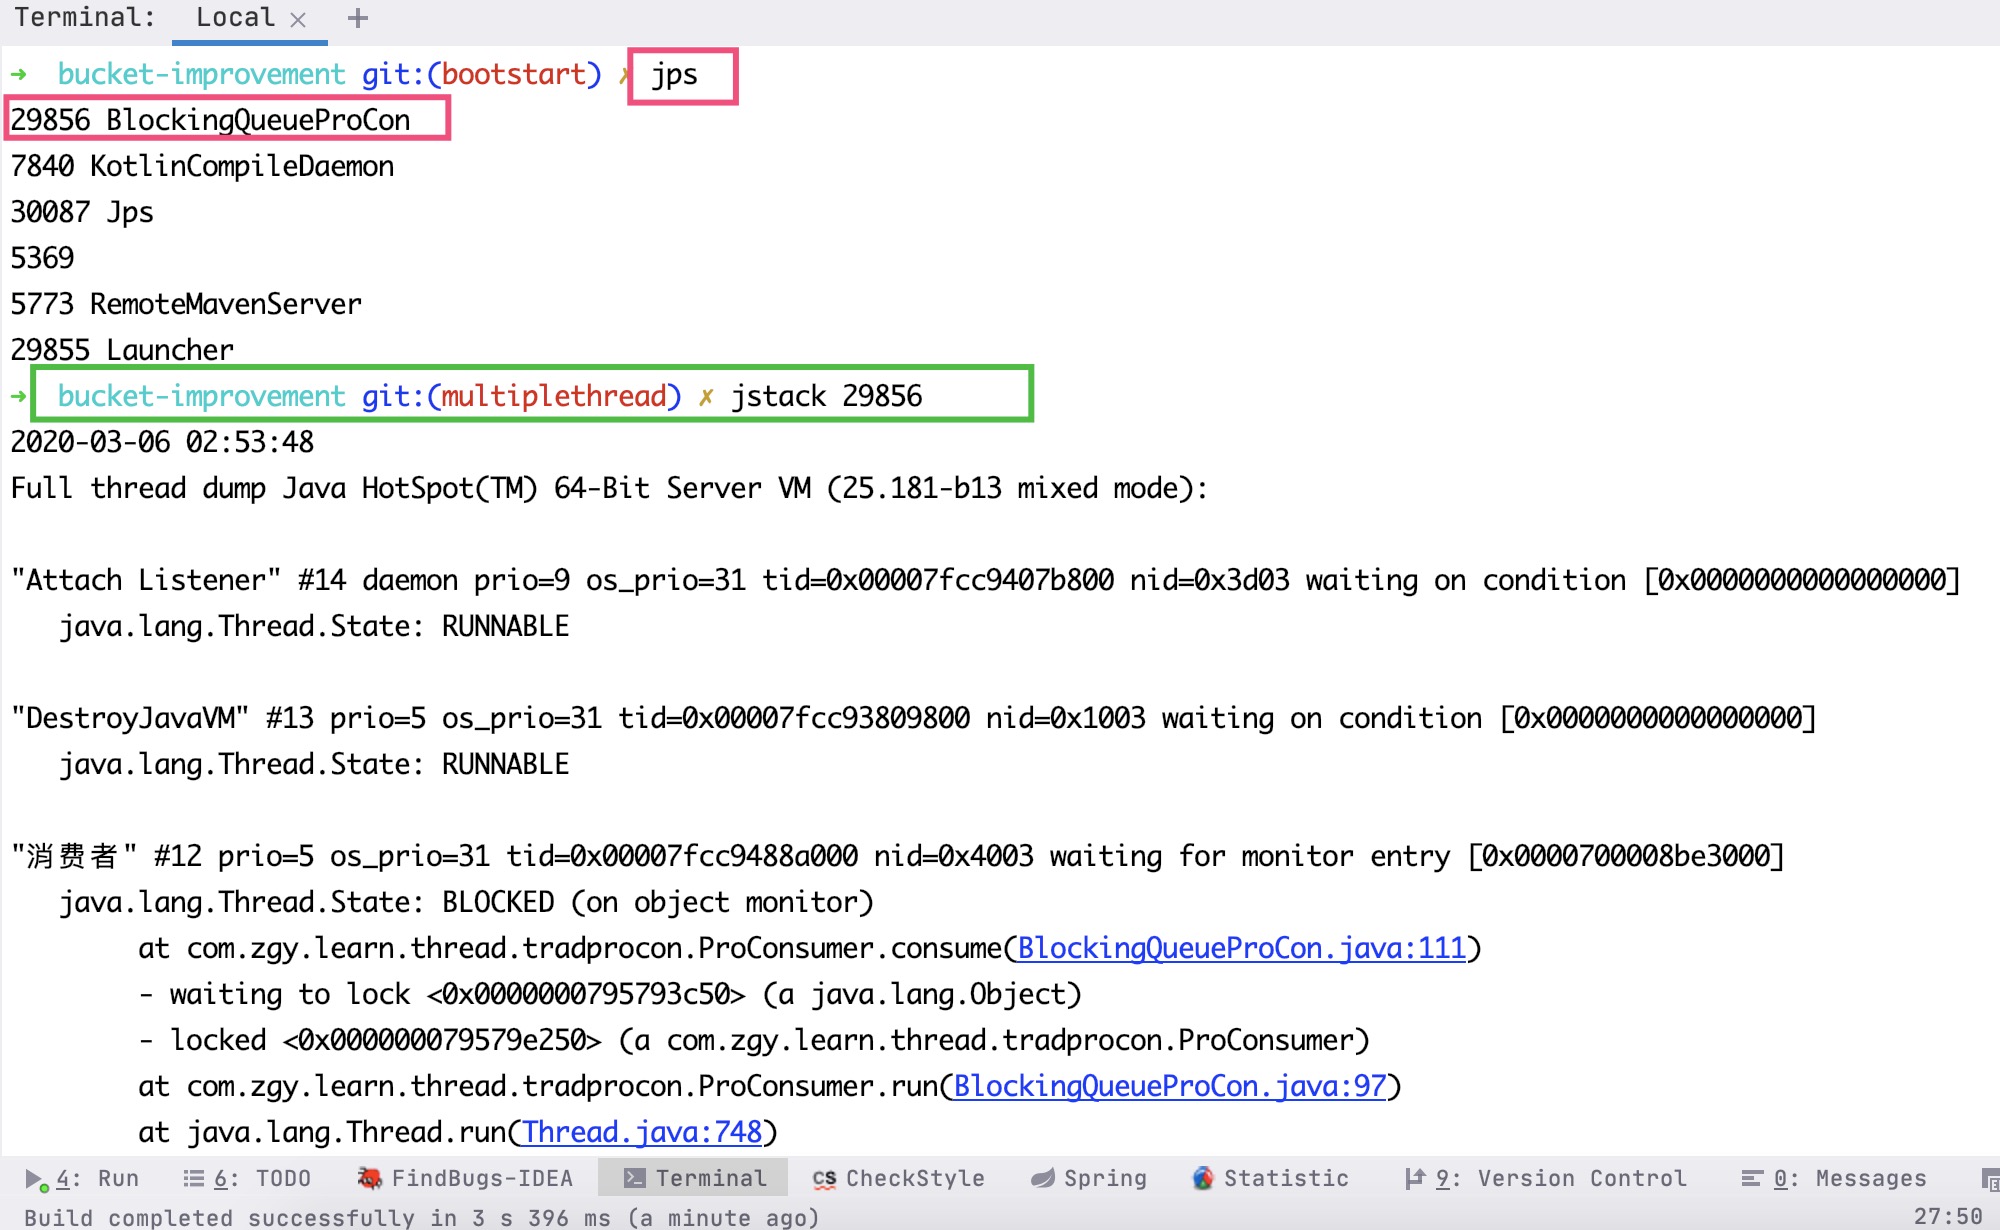 Terminal: Local × +
➜ bucket-improvement git:(bootstart) ✗ jps
29856 BlockingQueueProCon
7840 KotlinCompileDaemon
30087 Jps
5369
5773 RemoteMavenServer
29855 Launcher
➜ bucket-improvement git:(multiplethread) ✗ jstack 29856
2020-03-06 02:53:48
Full thread dump Java HotSpot(TM) 64-Bit Server VM (25.181-b13 mixed mode):
"Attach Listener" #14 daemon prio=9 os_prio=31 tid=0x00007fcc9407b800 nid=0x3d03 waiting on condition [0x0000000000000000]
java.lang.Thread.State: RUNNABLE
"DestroyJavaVM" #13 prio=5 os_prio=31 tid=0x00007fcc93809800 nid=0x1003 waiting on condition [0x0000000000000000]
java.lang.Thread.State: RUNNABLE
"消费者" #12 prio=5 os_prio=31 tid=0x00007fcc9488a000 nid=0x4003 waiting for monitor entry [0x0000700008be3000]
java.lang.Thread.State: BLOCKED (on object monitor)
at com.zgy.learn.thread.tradprocon.ProConsumer.consume(BlockingQueueProCon.java:111)
- waiting to lock <0x0000000795793c50> (a java.lang.Object)
- locked <0x000000079579e250> (a com.zgy.learn.thread.tradprocon.ProConsumer)
at com.zgy.learn.thread.tradprocon.ProConsumer.run(BlockingQueueProCon.java:97)
at java.lang.Thread.run(Thread.java:748)
4: Run 6: TODO FindBugs-IDEA Terminal CS CheckStyle Spring Statistic 9: Version Control 0: Messages
Build completed successfully in 3 s 396 ms (a minute ago) 27:50